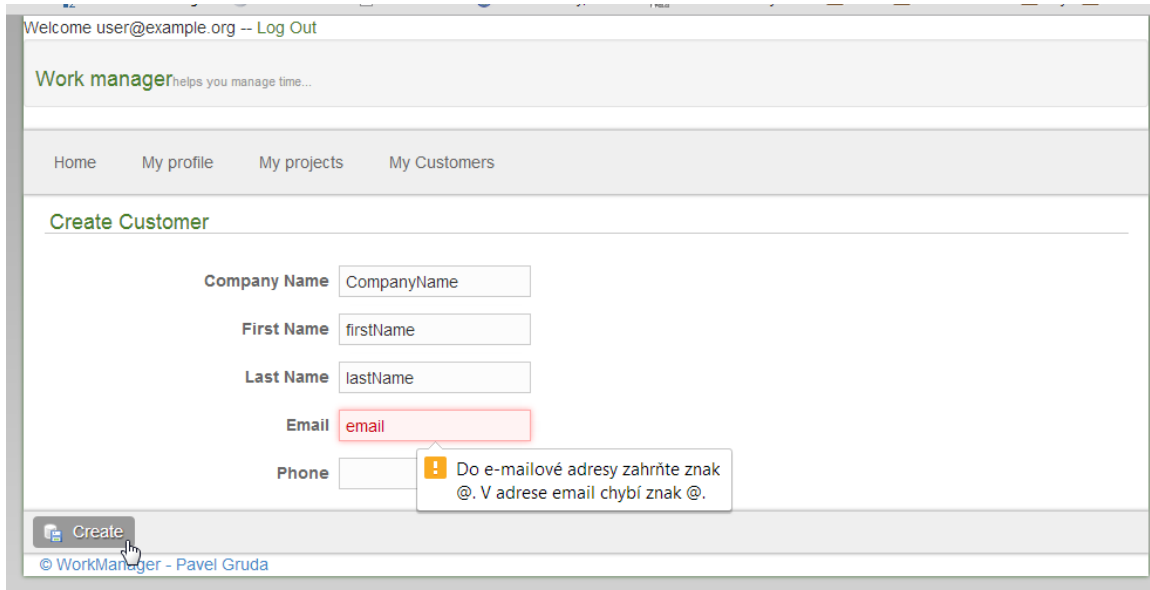 Welcome user@example.org -- Log Out
Work manager helps you manage time...
Home My profile My projects My Customers
Create Customer
Company Name CompanyName
First Name firstName
Last Name lastName
Email email
Phone
Do e-mailové adresy zahrňte znak
@. V adrese email chybí znak @.
Create
© WorkManager - Pavel Gruda